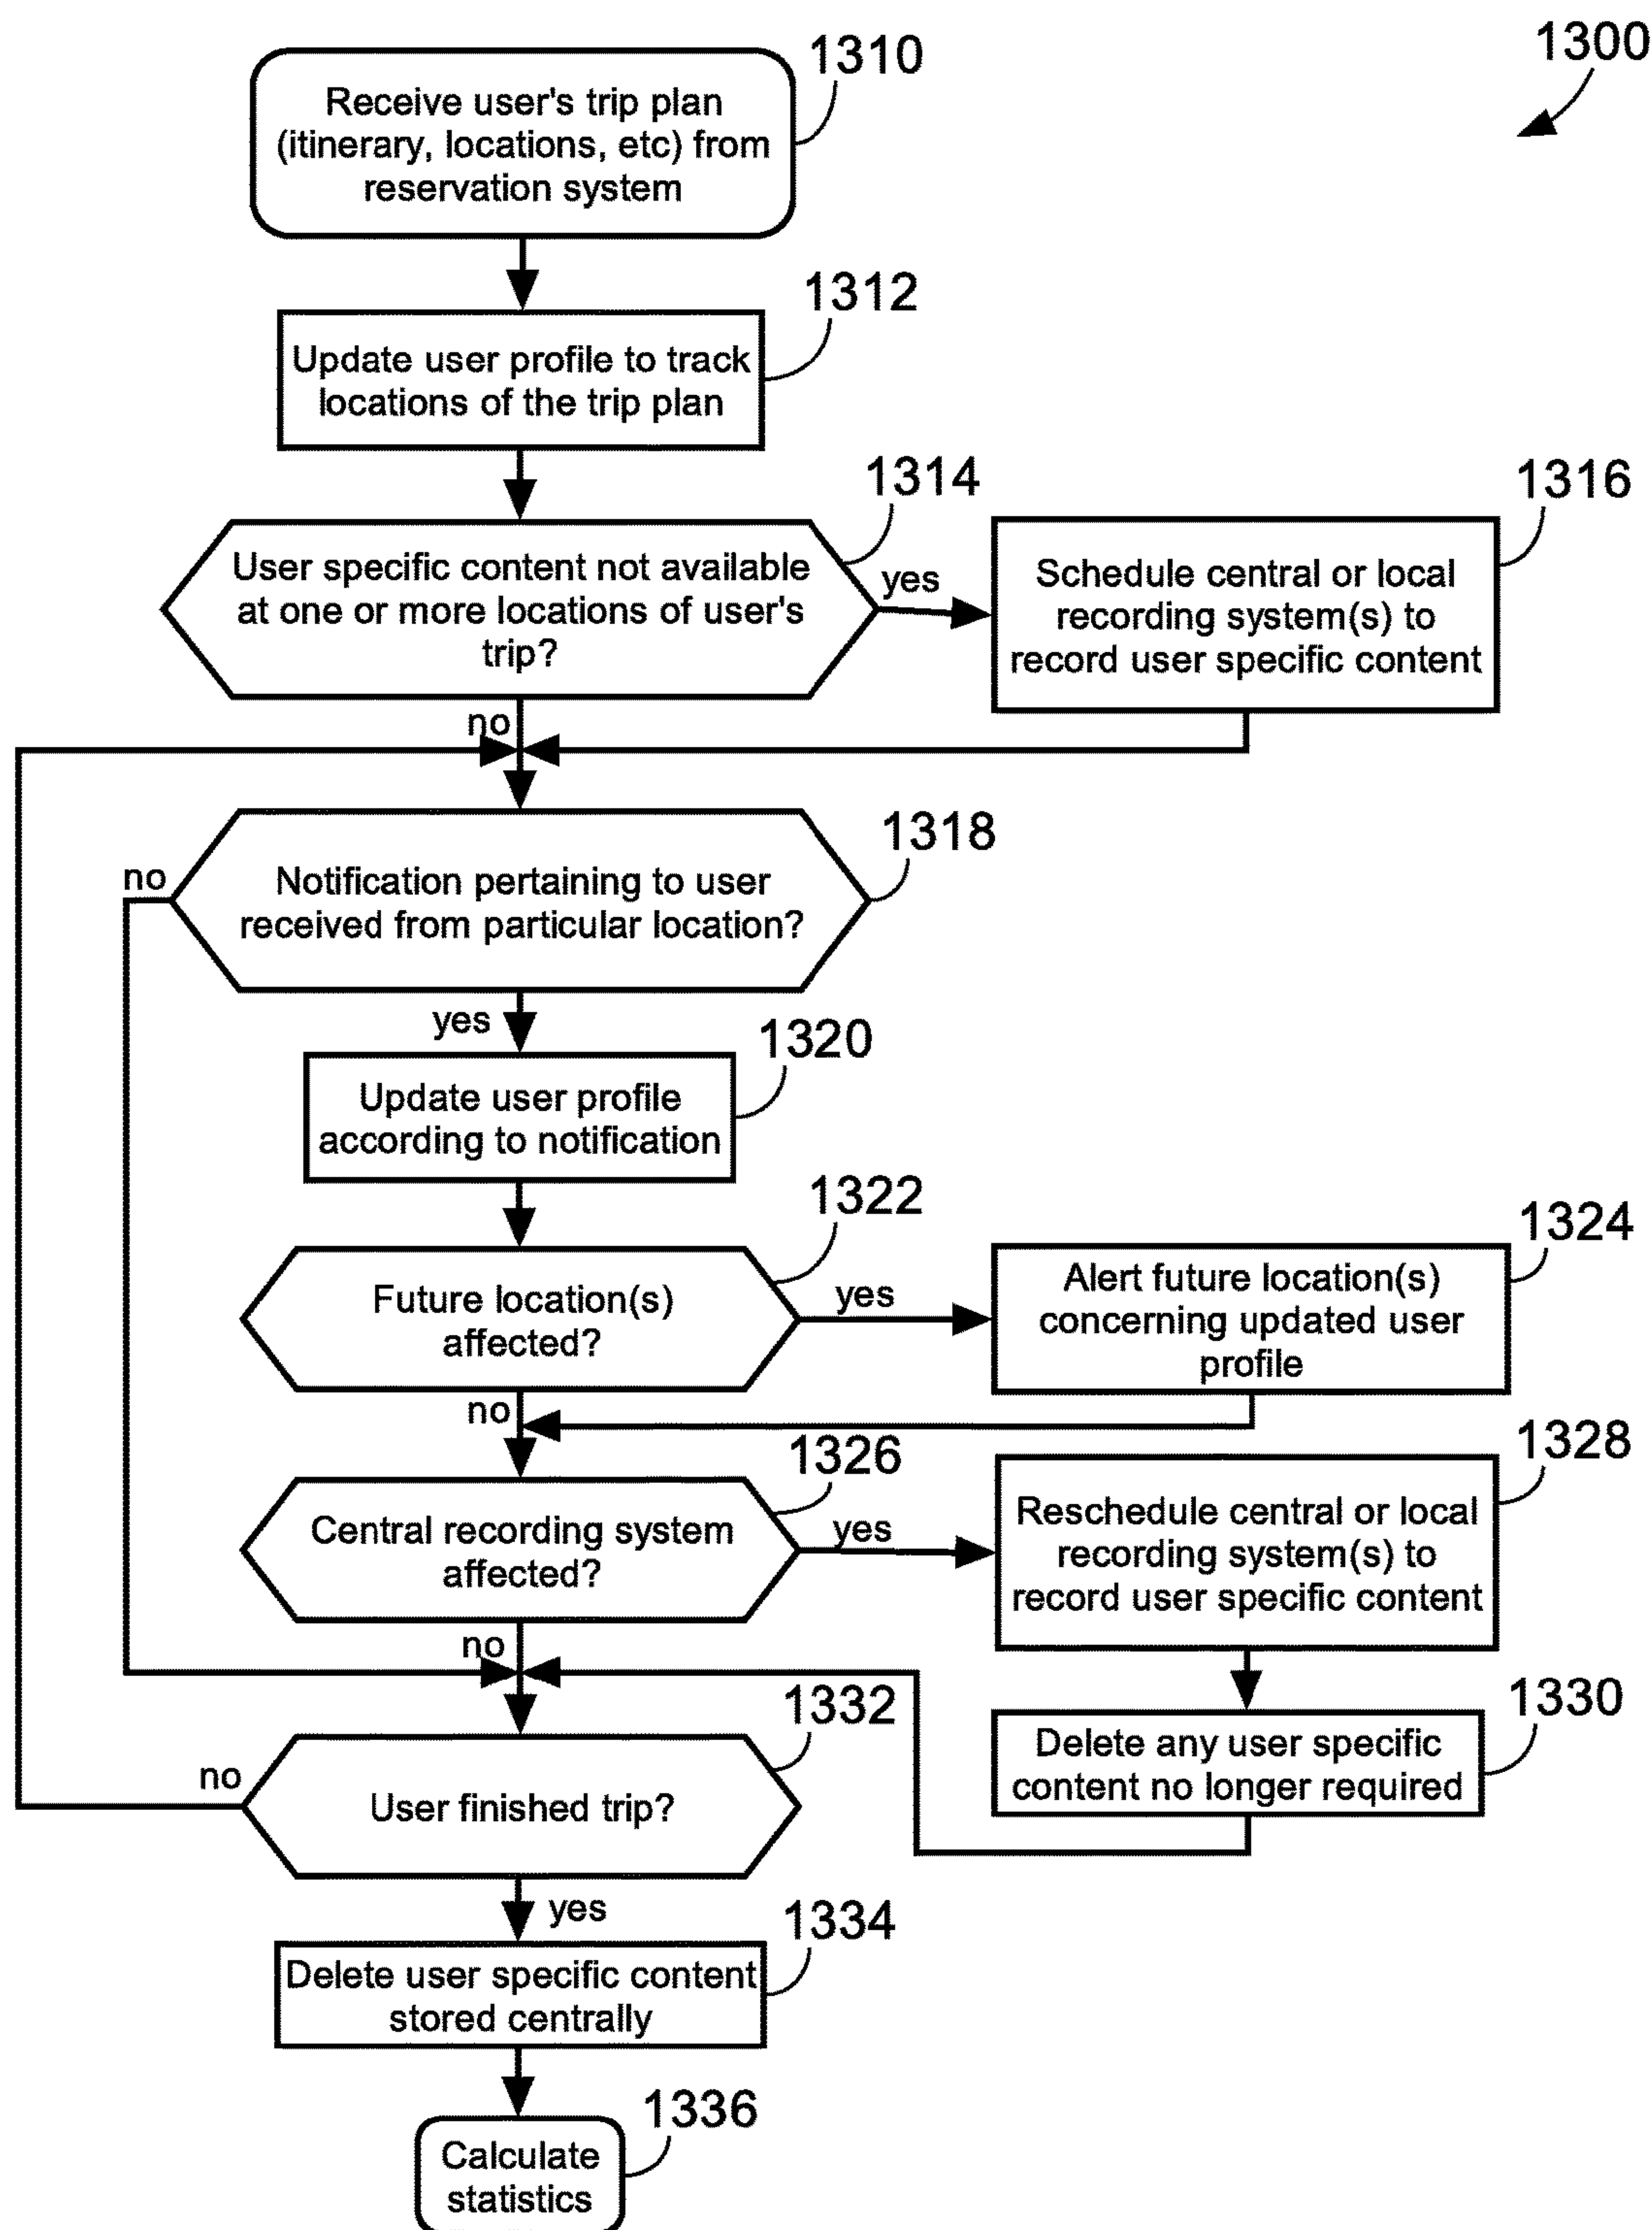 1300
1310
Receive user's trip plan
(itinerary, locations, etc) from
reservation system
1312
Update user profile to track
locations of the trip plan
1314
User specific content not available
at one or more locations of user's
trip?
yes
1316
Schedule central or local
recording system(s) to
record user specific content
no
1318
no
Notification pertaining to user
received from particular location?
yes
1320
Update user profile
according to notification
1322
Future location(s)
affected?
yes
1324
Alert future location(s)
concerning updated user
profile
no
1326
Central recording system
affected?
yes
1328
Reschedule central or local
recording system(s) to
record user specific content
no
1330
Delete any user specific
content no longer required
1332
no
User finished trip?
yes
1334
Delete user specific content
stored centrally
1336
Calculate
statistics